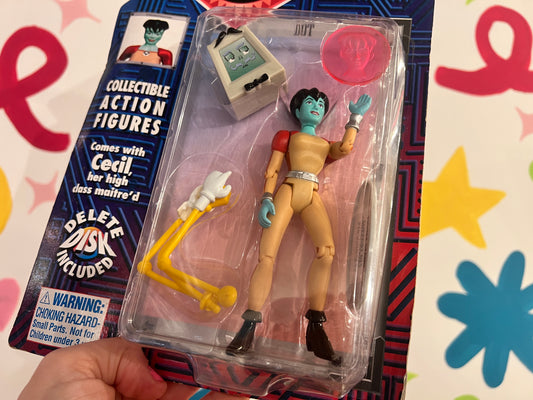 DOT
COLLECTIBLE
ACTION
FIGURES
Comes with
Cecil,
her high
class maitre'd
DELETE
DISK
INCLUDED
WARNING:
CHOKING HAZARD-
Small Parts. Not for
Children under 3